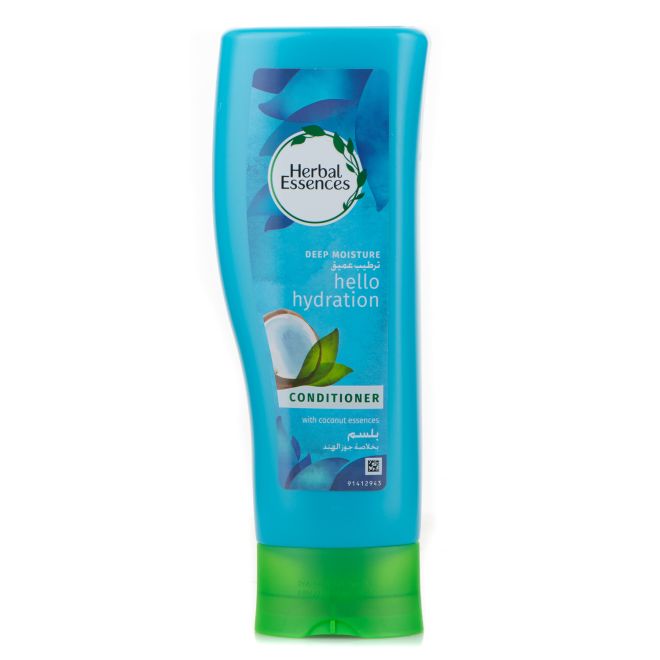 Herbal
Essences
DEEP MOISTURE
ترطيب عميق
hello
hydration
CONDITIONER
with coconut essences
بلسم
بخلاصة جوز الهند
91412943